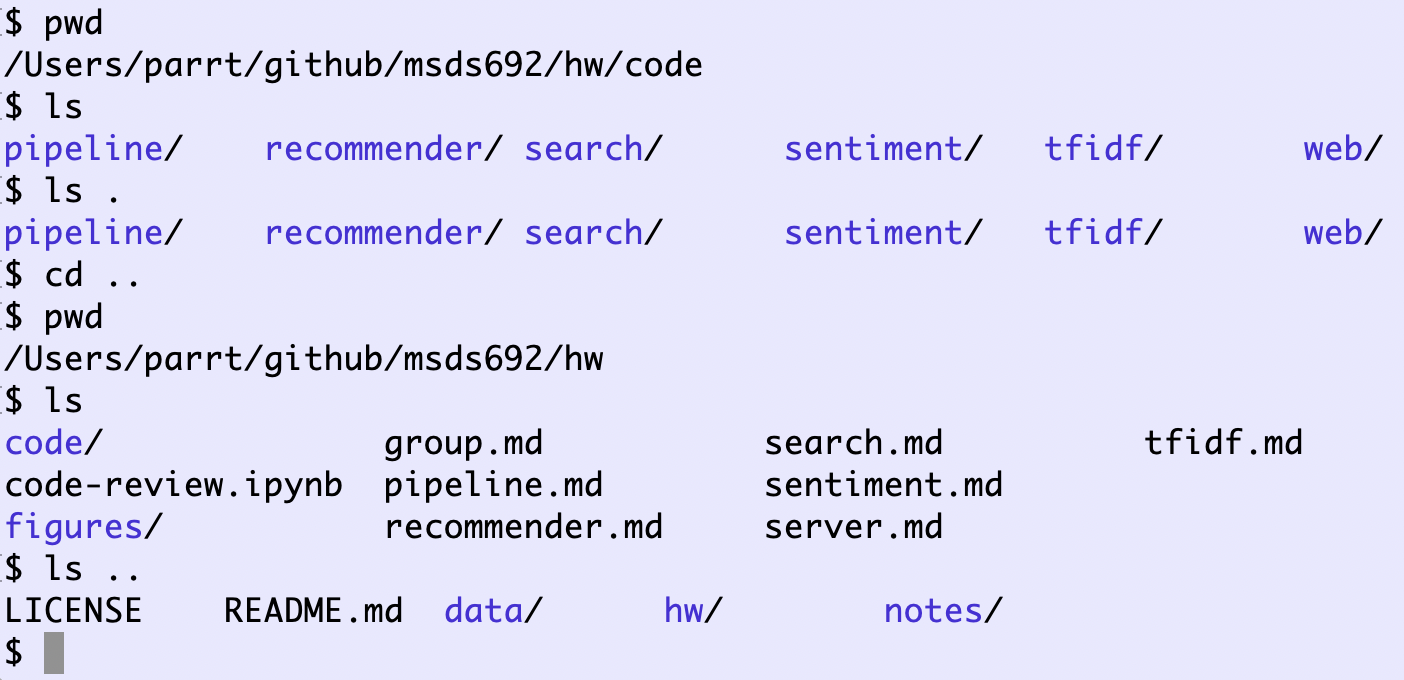 $ pwd
/Users/parrt/github/msds692/hw/code
$ ls
pipeline/    recommender/ search/      sentiment/   tfidf/       web/
$ ls .
pipeline/    recommender/ search/      sentiment/   tfidf/       web/
$ cd ..
$ pwd
/Users/parrt/github/msds692/hw
$ ls
code/              group.md           search.md          tfidf.md
code-review.ipynb  pipeline.md        sentiment.md
figures/           recommender.md     server.md
$ ls ..
LICENSE    README.md  data/      hw/        notes/
$